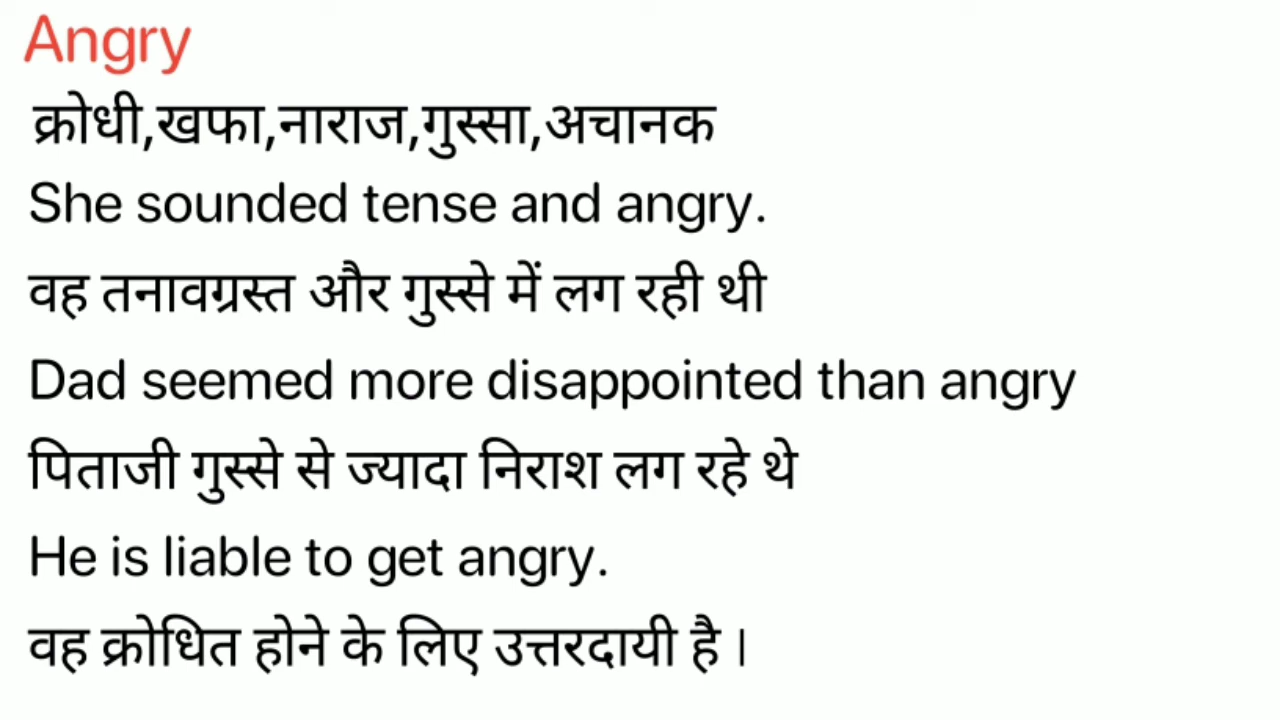 Angry
क्रोधी,खफा,नाराज,गुस्सा,अचानक
She sounded tense and angry.
वह तनावग्रस्त और गुस्से में लग रही थी
Dad seemed more disappointed than angry
पिताजी गुस्से से ज्यादा निराश लग रहे थे
He is liable to get angry.
वह क्रोधित होने के लिए उत्तरदायी है ।